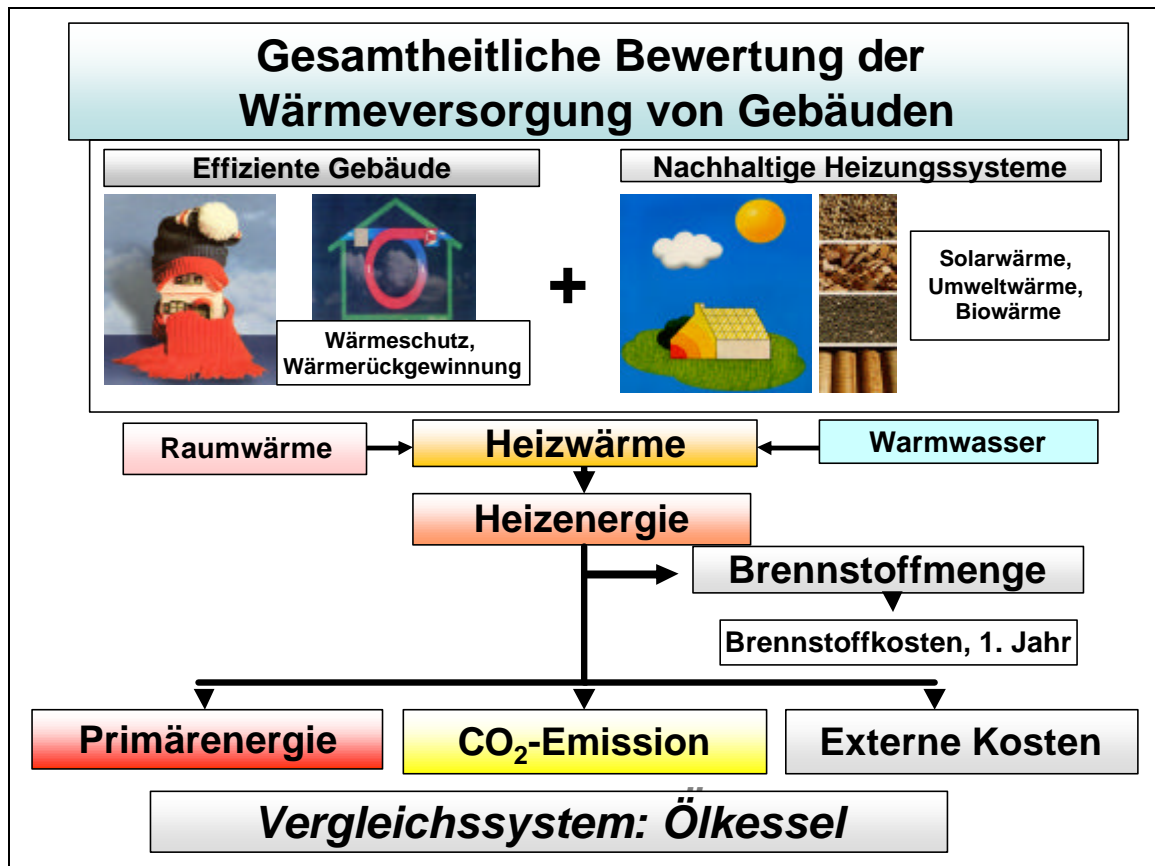 Gesamtheitliche Bewertung der
Wärmeversorgung von Gebäuden
Effiziente Gebäude
Nachhaltige Heizungssysteme
Wärmeschutz,
Wärmerückgewinnung
+
Solarwärme,
Umweltwärme,
Biowärme
Raumwärme
Heizwärme
Warmwasser
Heizenergie
Brennstoffmenge
Brennstoffkosten, 1. Jahr
Primärenergie
CO₂-Emission
Externe Kosten
Vergleichssystem: Ölkessel